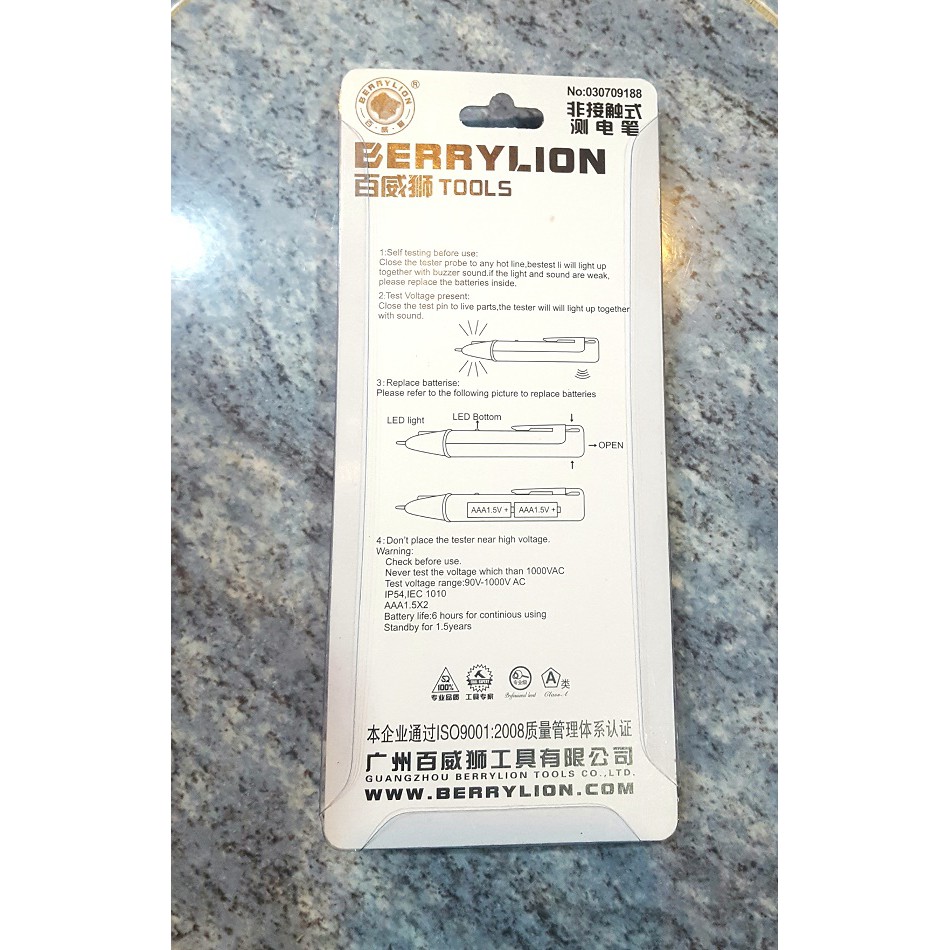 BERRYLION
®
百·威·狮
No:030709188
非接触式
测电笔
BERRYLION
百威狮 TOOLS
1:Self testing before use:
Close the tester probe to any hot line,bestest li will light up
together with buzzer sound.if the light and sound are weak,
please replace the batteries inside.
2:Test Voltage present:
Close the test pin to live parts,the tester will will light up together
with sound.
3:Replace batterise:
Please refer to the following picture to replace batteries
LED light
LED Bottom
OPEN
AAA1.5V + AAA1.5V +
4:Don't place the tester near high voltage.
Warning:
Check before use.
Never test the voltage which than 1000VAC
Test voltage range:90V-1000V AC
IP54,IEC 1010
AAA1.5X2
Battery life:6 hours for continious using
Standby for 1.5years
100%
专业品质
工具专家
专业级
A 类
Class A
本企业通过ISO9001:2008质量管理体系认证
广州百威狮工具有限公司
GUANGZHOU BERRYLION TOOLS CO.,LTD.
WWW.BERRYLION.COM